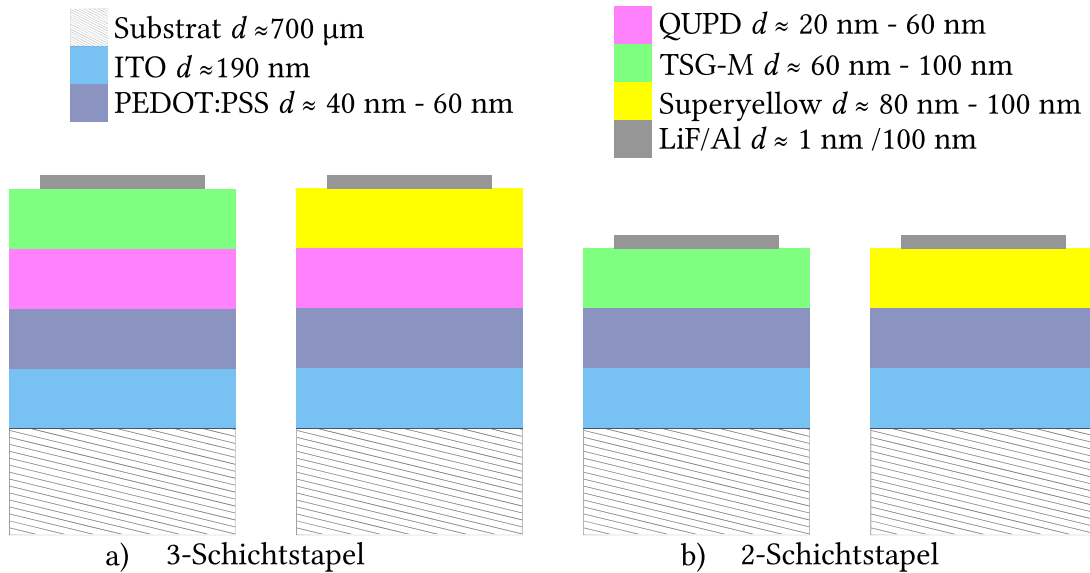 Substrat d ≈700 µm
ITO d ≈190 nm
PEDOT:PSS d ≈ 40 nm - 60 nm
QUPD d ≈ 20 nm - 60 nm
TSG-M d ≈ 60 nm - 100 nm
Superyellow d ≈ 80 nm - 100 nm
LiF/Al d ≈ 1 nm /100 nm
a) 3-Schichtstapel
b) 2-Schichtstapel